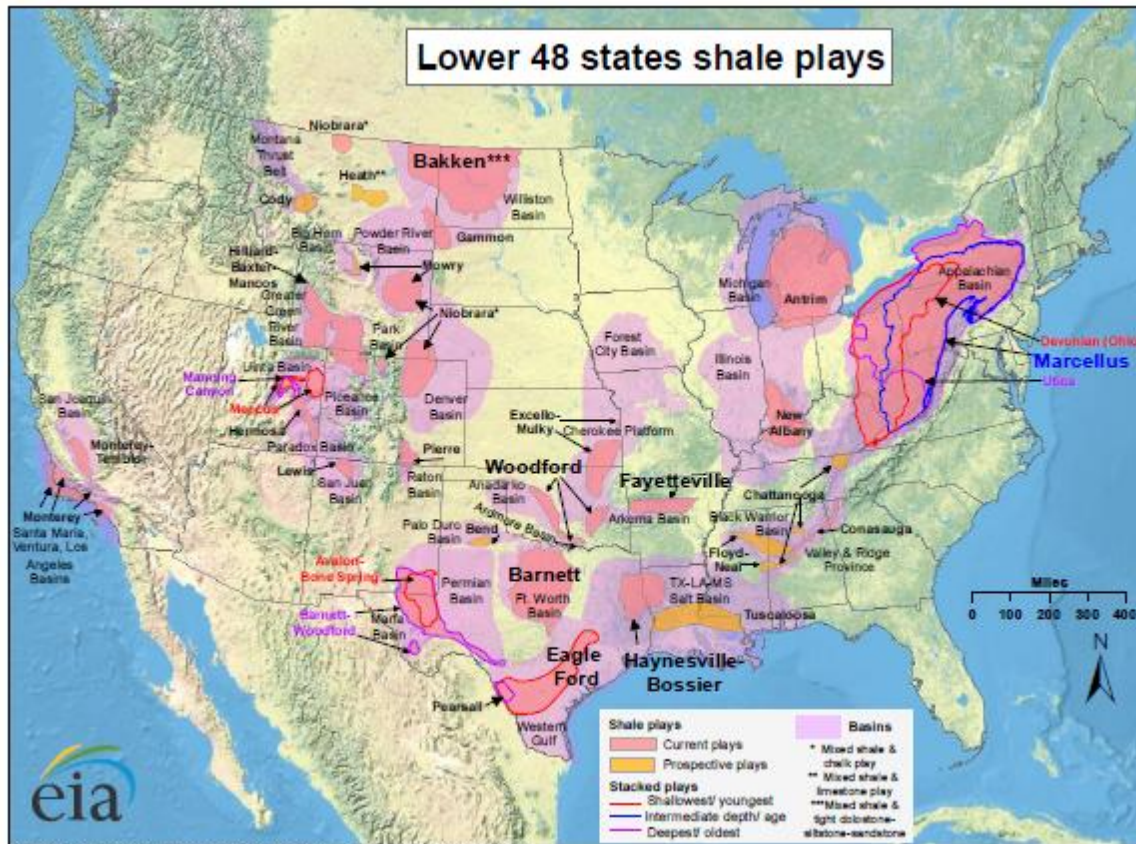 Lower 48 states shale plays
Niobrara*
Montana
Thrust
Belt
Bakken***
Heath**
Cody
Williston
Basin
Big Horn
Basin
Powder River
Basin
Gammon
Hilliard-
Baxter-
Mancos
Mowry
Greater
Green
River
Basin
Park
Basin
Niobrara*
Michigan
Basin
Antrim
Appalachian
Basin
Devonian (Ohio
Marcellus
Utica
Forest
City Basin
Illinois
Basin
Uinta Basin
Manning
Canyon
Mancos
Piceance
Basin
Denver
Basin
San Joaquin
Basin
Hermosa
Excello-
Mulky
Cherokee Platform
New
Albany
Monterey-
Temblor
Paradox Basin
Pierre
Lewis
San Juan
Basin
Raton
Basin
Woodford
Anadarko
Basin
Fayetteville
Chattanooga
Monterey
Santa Maria,
Ventura, Los
Angeles
Basins
Ardmore Basin
Arkoma Basin
Black Warrior
Basin
Conasauga
Palo Duro
Basin
Bend
Floyd-
Neal
Valley & Ridge
Province
Avalon-
Bone Spring
Permian
Basin
Barnett
Ft. Worth
Basin
TX-LA-MS
Salt Basin
Tuscaloosa
Barnett-
Woodford
Marfa
Basin
Eagle
Ford
Haynesville-
Bossier
Pearsall
Western
Gulf
Miles
0 100 200 300 400
N
Shale plays
Current plays
Prospective plays
Stacked plays
Shallowest/ youngest
Intermediate depth/ age
Deepest/ oldest
Basins
* Mixed shale &
chalk play
** Mixed shale &
limestone play
***Mixed shale &
tight dolostone-
siltstone-sandstone
eia